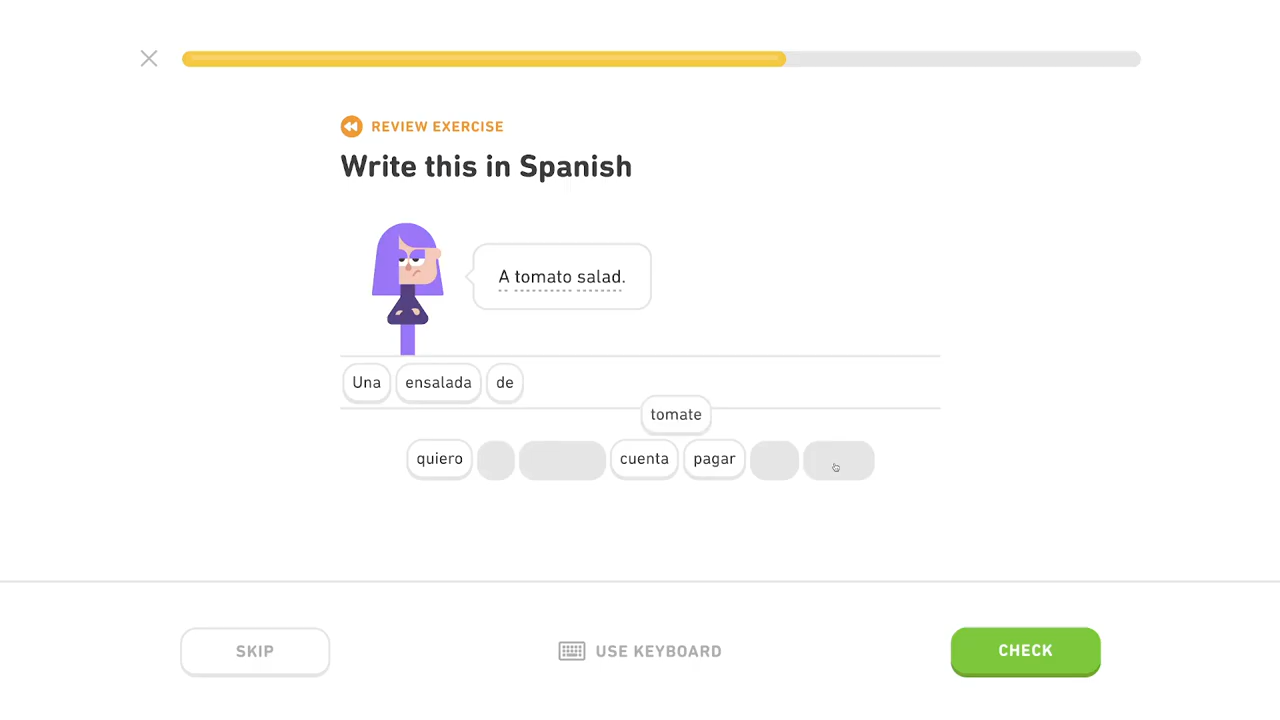 REVIEW EXERCISE
Write this in Spanish
A tomato salad.
Una ensalada de
tomate
quiero cuenta pagar
SKIP USE KEYBOARD CHECK